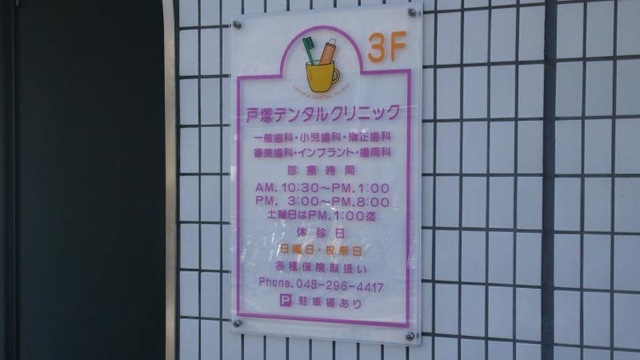 3F
TOTSUKA DENTAL CLINIC
戸塚デンタルクリニック
一般歯科・小児歯科・矯正歯科
審美歯科・インプラント・歯周科
診療時間
AM.10:30～PM.1:00
PM. 3:00～PM.8:00
土曜日はPM.1:00迄
休診日
日曜日・祝祭日
各種保険取扱い
Phone.048-296-4417
P 駐車場あり